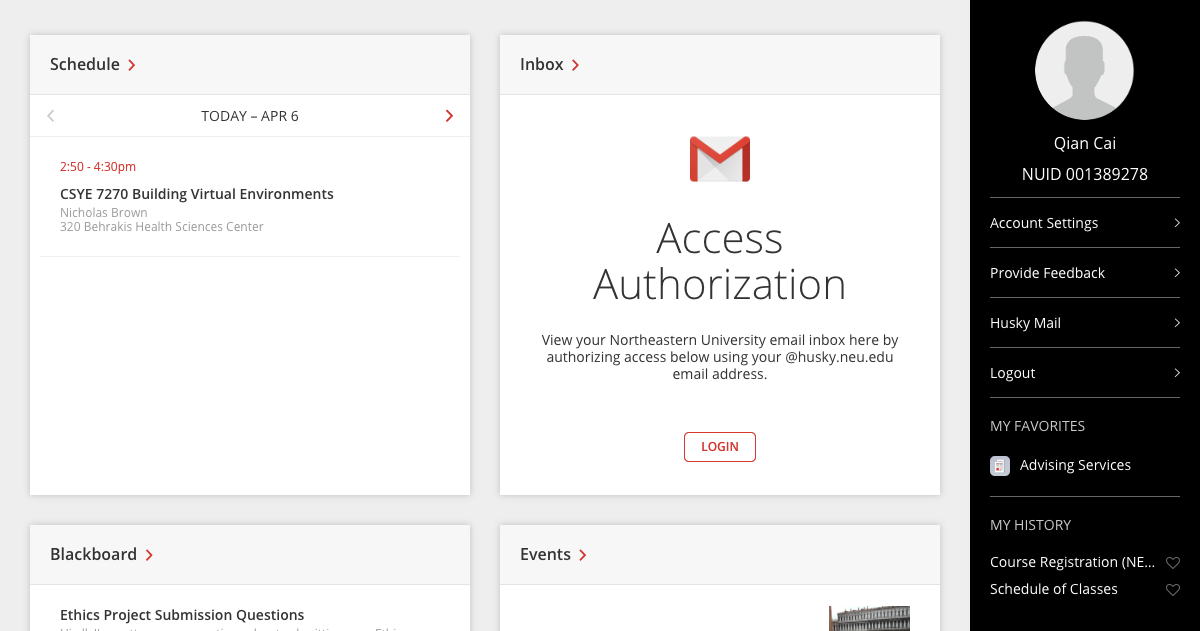 Schedule
TODAY – APR 6
2:50 - 4:30pm
CSYE 7270 Building Virtual Environments
Nicholas Brown
320 Behrakis Health Sciences Center
Inbox
Access
Authorization
View your Northeastern University email inbox here by
authorizing access below using your @husky.neu.edu
email address.
LOGIN
Blackboard
Ethics Project Submission Questions
Events
Qian Cai
NUID 001389278
Account Settings
Provide Feedback
Husky Mail
Logout
MY FAVORITES
Advising Services
MY HISTORY
Course Registration (NE...
Schedule of Classes